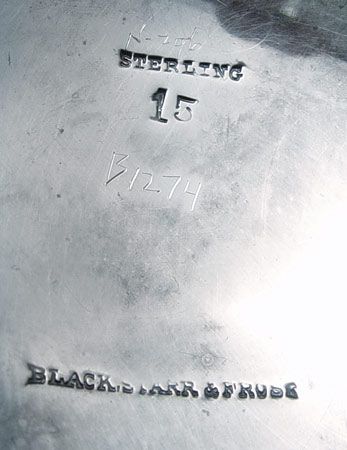 STERLING
15
B1274
BLACK, STARR & FROST